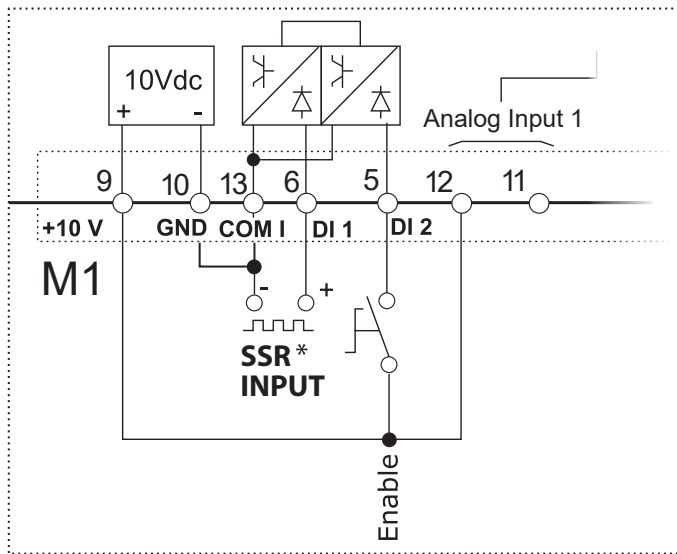 10Vdc
+ -
Analog Input 1
9 10 13 6 5 12 11
+10 V GND COM I DI 1 DI 2
M1
- +
SSR*
INPUT
Enable